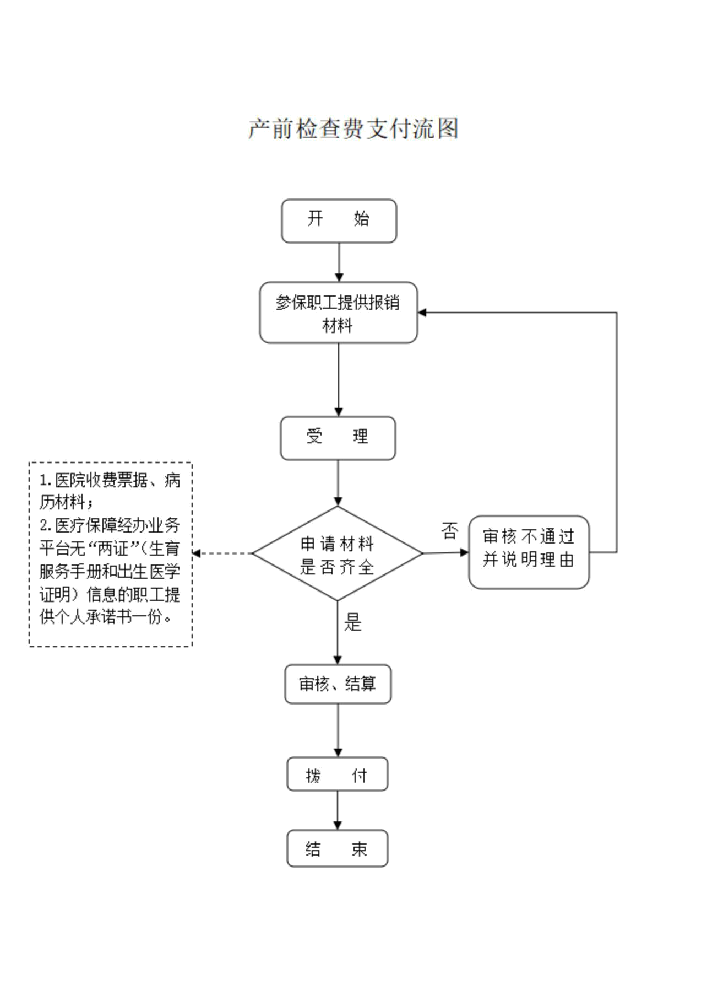 产前检查费支付流图
开 始
参保职工提供报销
材料
受 理
1.医院收费票据、病
历材料；
2.医疗保障经办业务
平台无“两证”（生育
服务手册和出生医学
证明）信息的职工提
供个人承诺书一份。
申请材料
是否齐全
否
审核不通过
并说明理由
是
审核、结算
拨 付
结 束